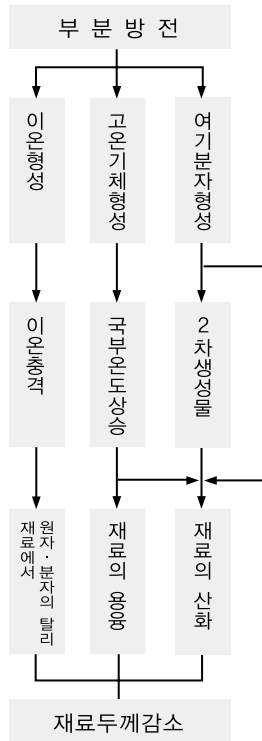 부 분 방 전
이온형성
고온기체형성
여기분자형성
이온충격
국부온도상승
2차생성물
재료에서
원자·분자의 탈리
재료의 용융
재료의 산화
재료두께감소